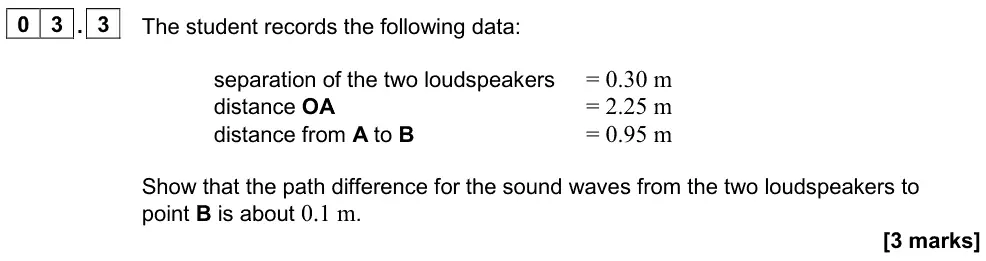 03.3 The student records the following data:
separation of the two loudspeakers = 0.30 m
distance OA = 2.25 m
distance from A to B = 0.95 m
Show that the path difference for the sound waves from the two loudspeakers to
point B is about 0.1 m.
[3 marks]